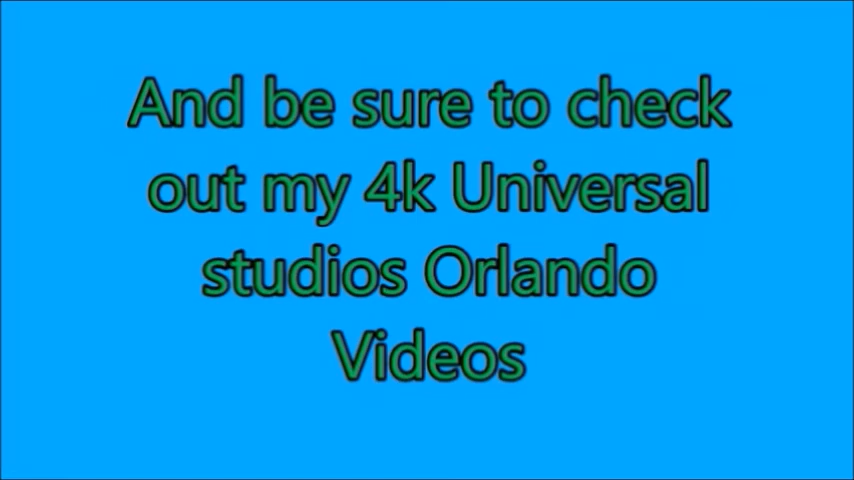 And be sure to check
out my 4k Universal
studios Orlando
Videos